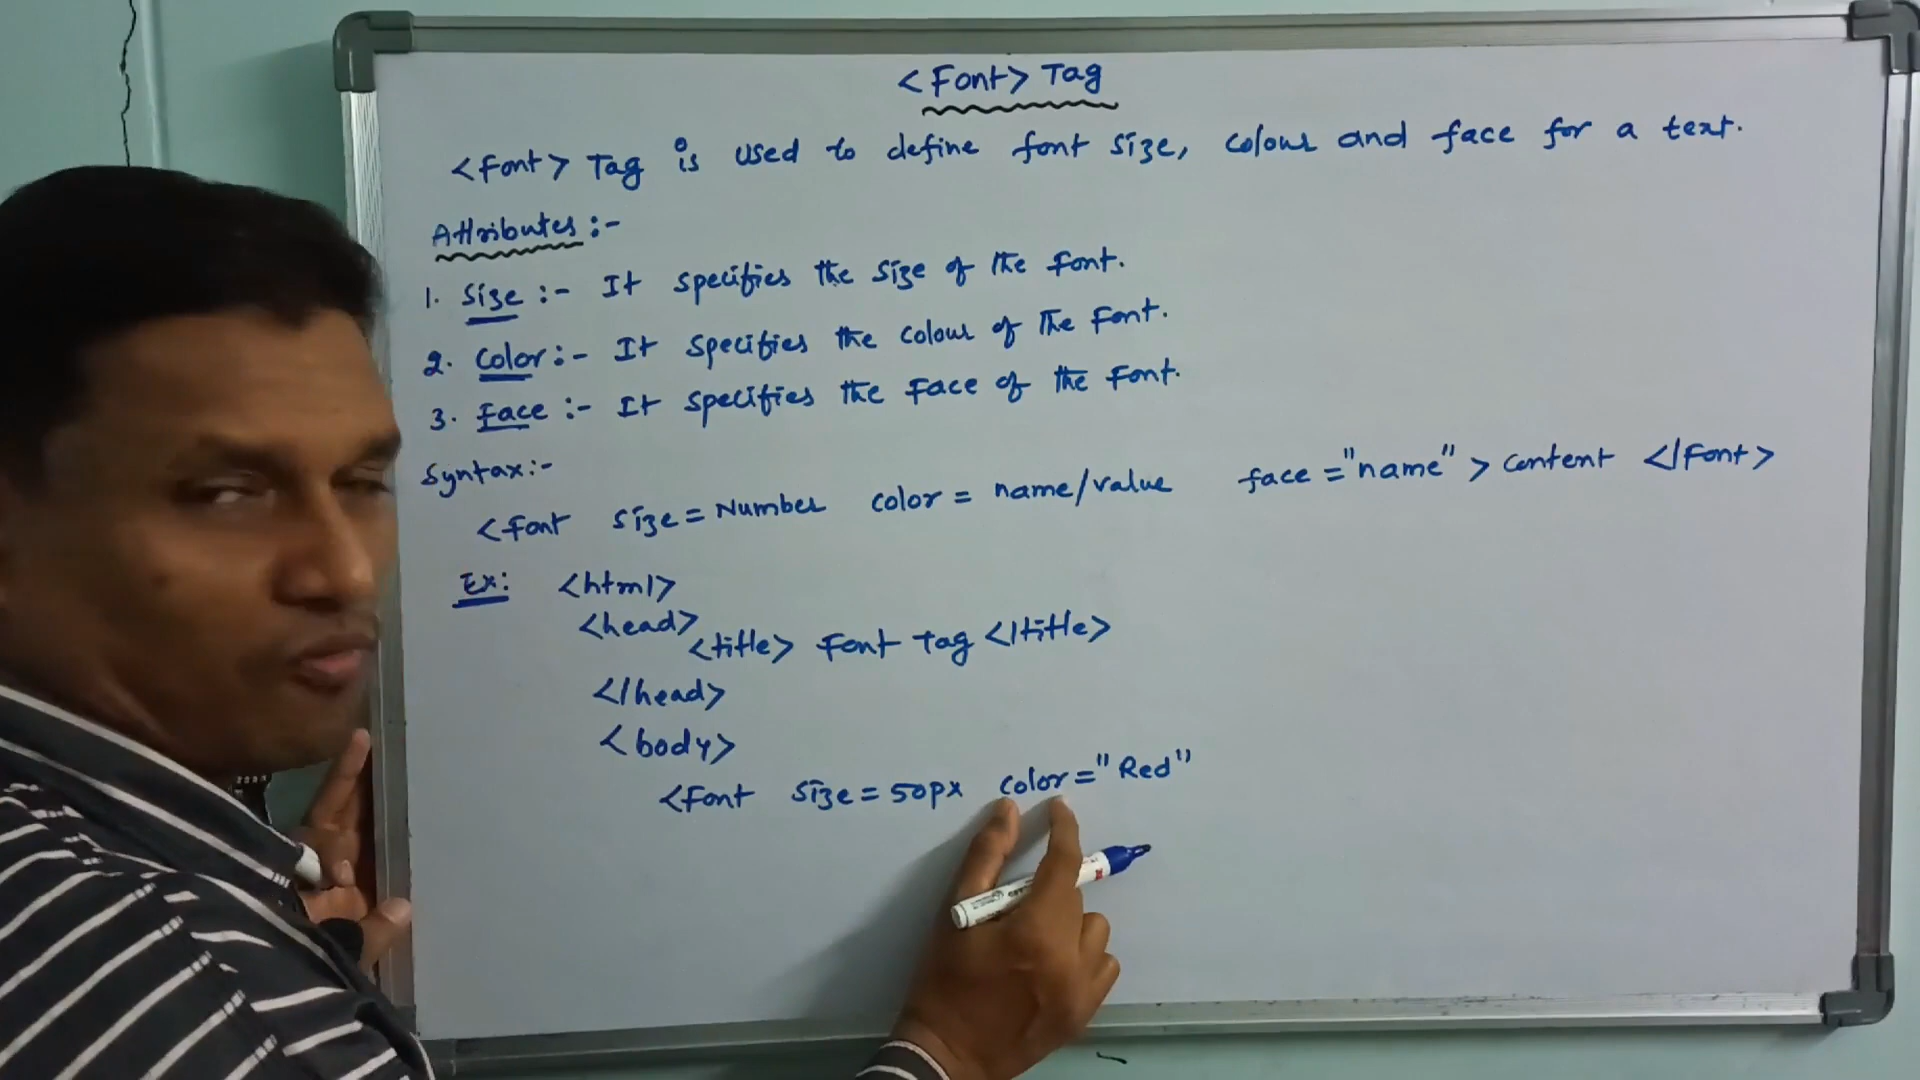 <Font> Tag
<font> Tag is used to define font size, colour and face for a text.
Attributes :-
1. Size :- It specifies the size of the font.
2. Color :- It specifies the colour of the Font.
3. Face :- It specifies the Face of the Font.
Syntax:-
<font size = Number color = name/value face = "name" > content </Font>
Ex: <html>
<head>
<title> Font Tag </title>
</head>
<body>
<Font size = 50px color = "Red"